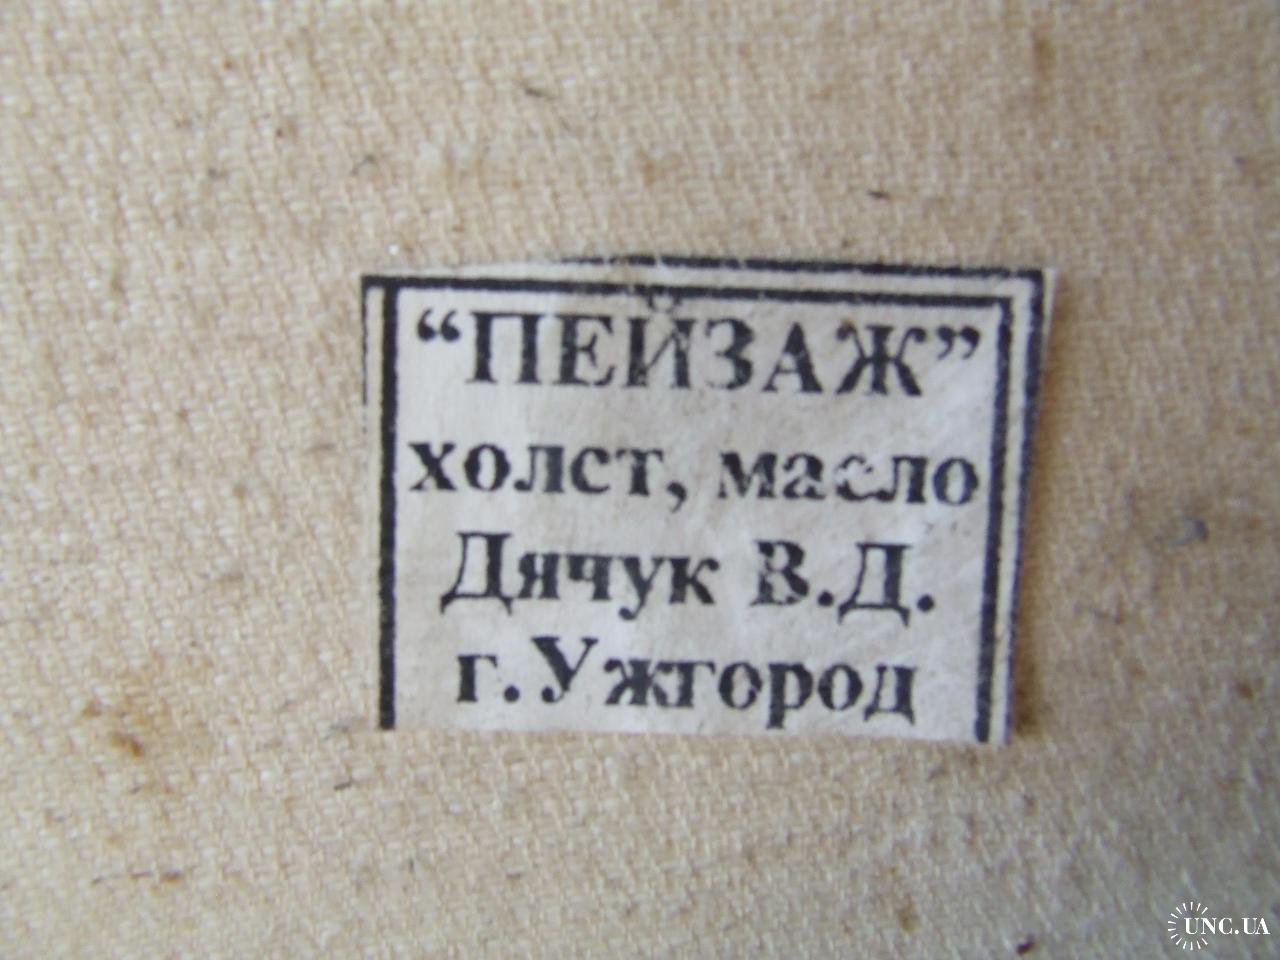 “ПЕЙЗАЖ”
холст, масло
Дячук В.Д.
г.Ужгород
UNC.UA